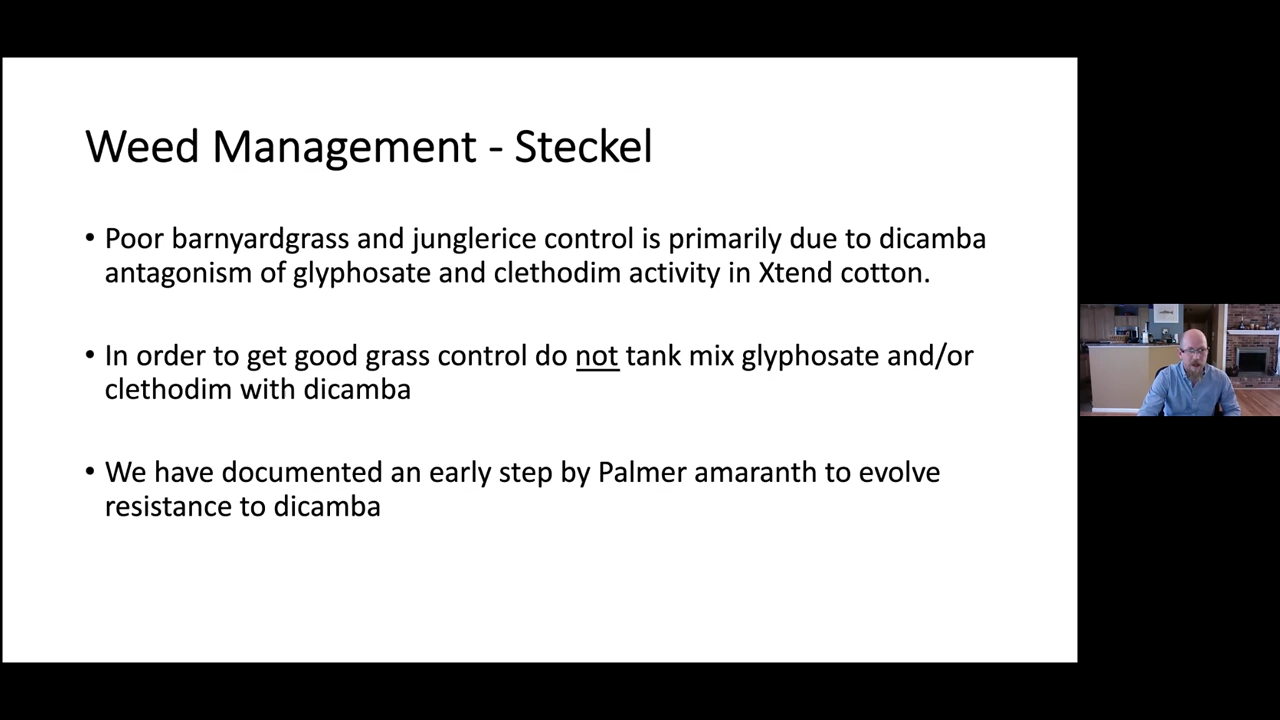 Weed Management - Steckel
• Poor barnyardgrass and junglerice control is primarily due to dicamba
antagonism of glyphosate and clethodim activity in Xtend cotton.
• In order to get good grass control do not tank mix glyphosate and/or
clethodim with dicamba
• We have documented an early step by Palmer amaranth to evolve
resistance to dicamba